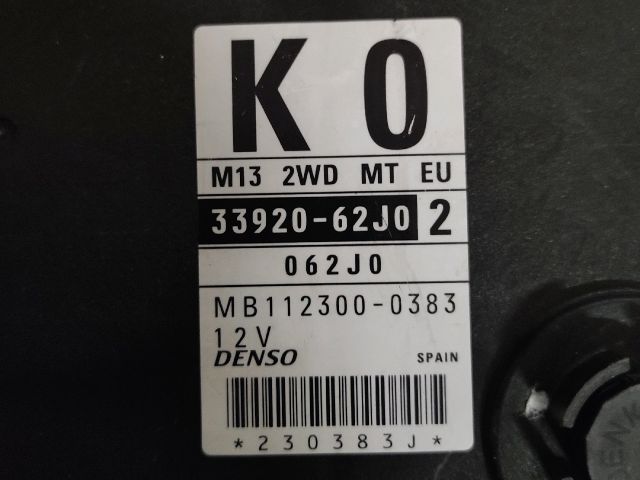 K 0
M13 2WD MT EU
33920-62J0 2
062J0
MB112300-0383
12V
DENSO SPAIN
*230383J*